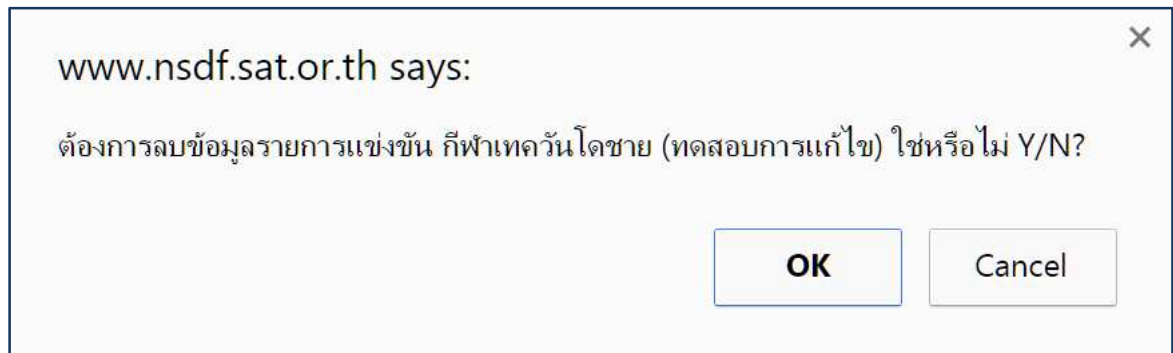 www.nsdf.sat.or.th says:
ต้องการลบข้อมูลรายการแข่งขัน กีฬาเทควันโดชาย (ทดสอบการแก้ไข) ใช่หรือไม่ Y/N?
OK Cancel